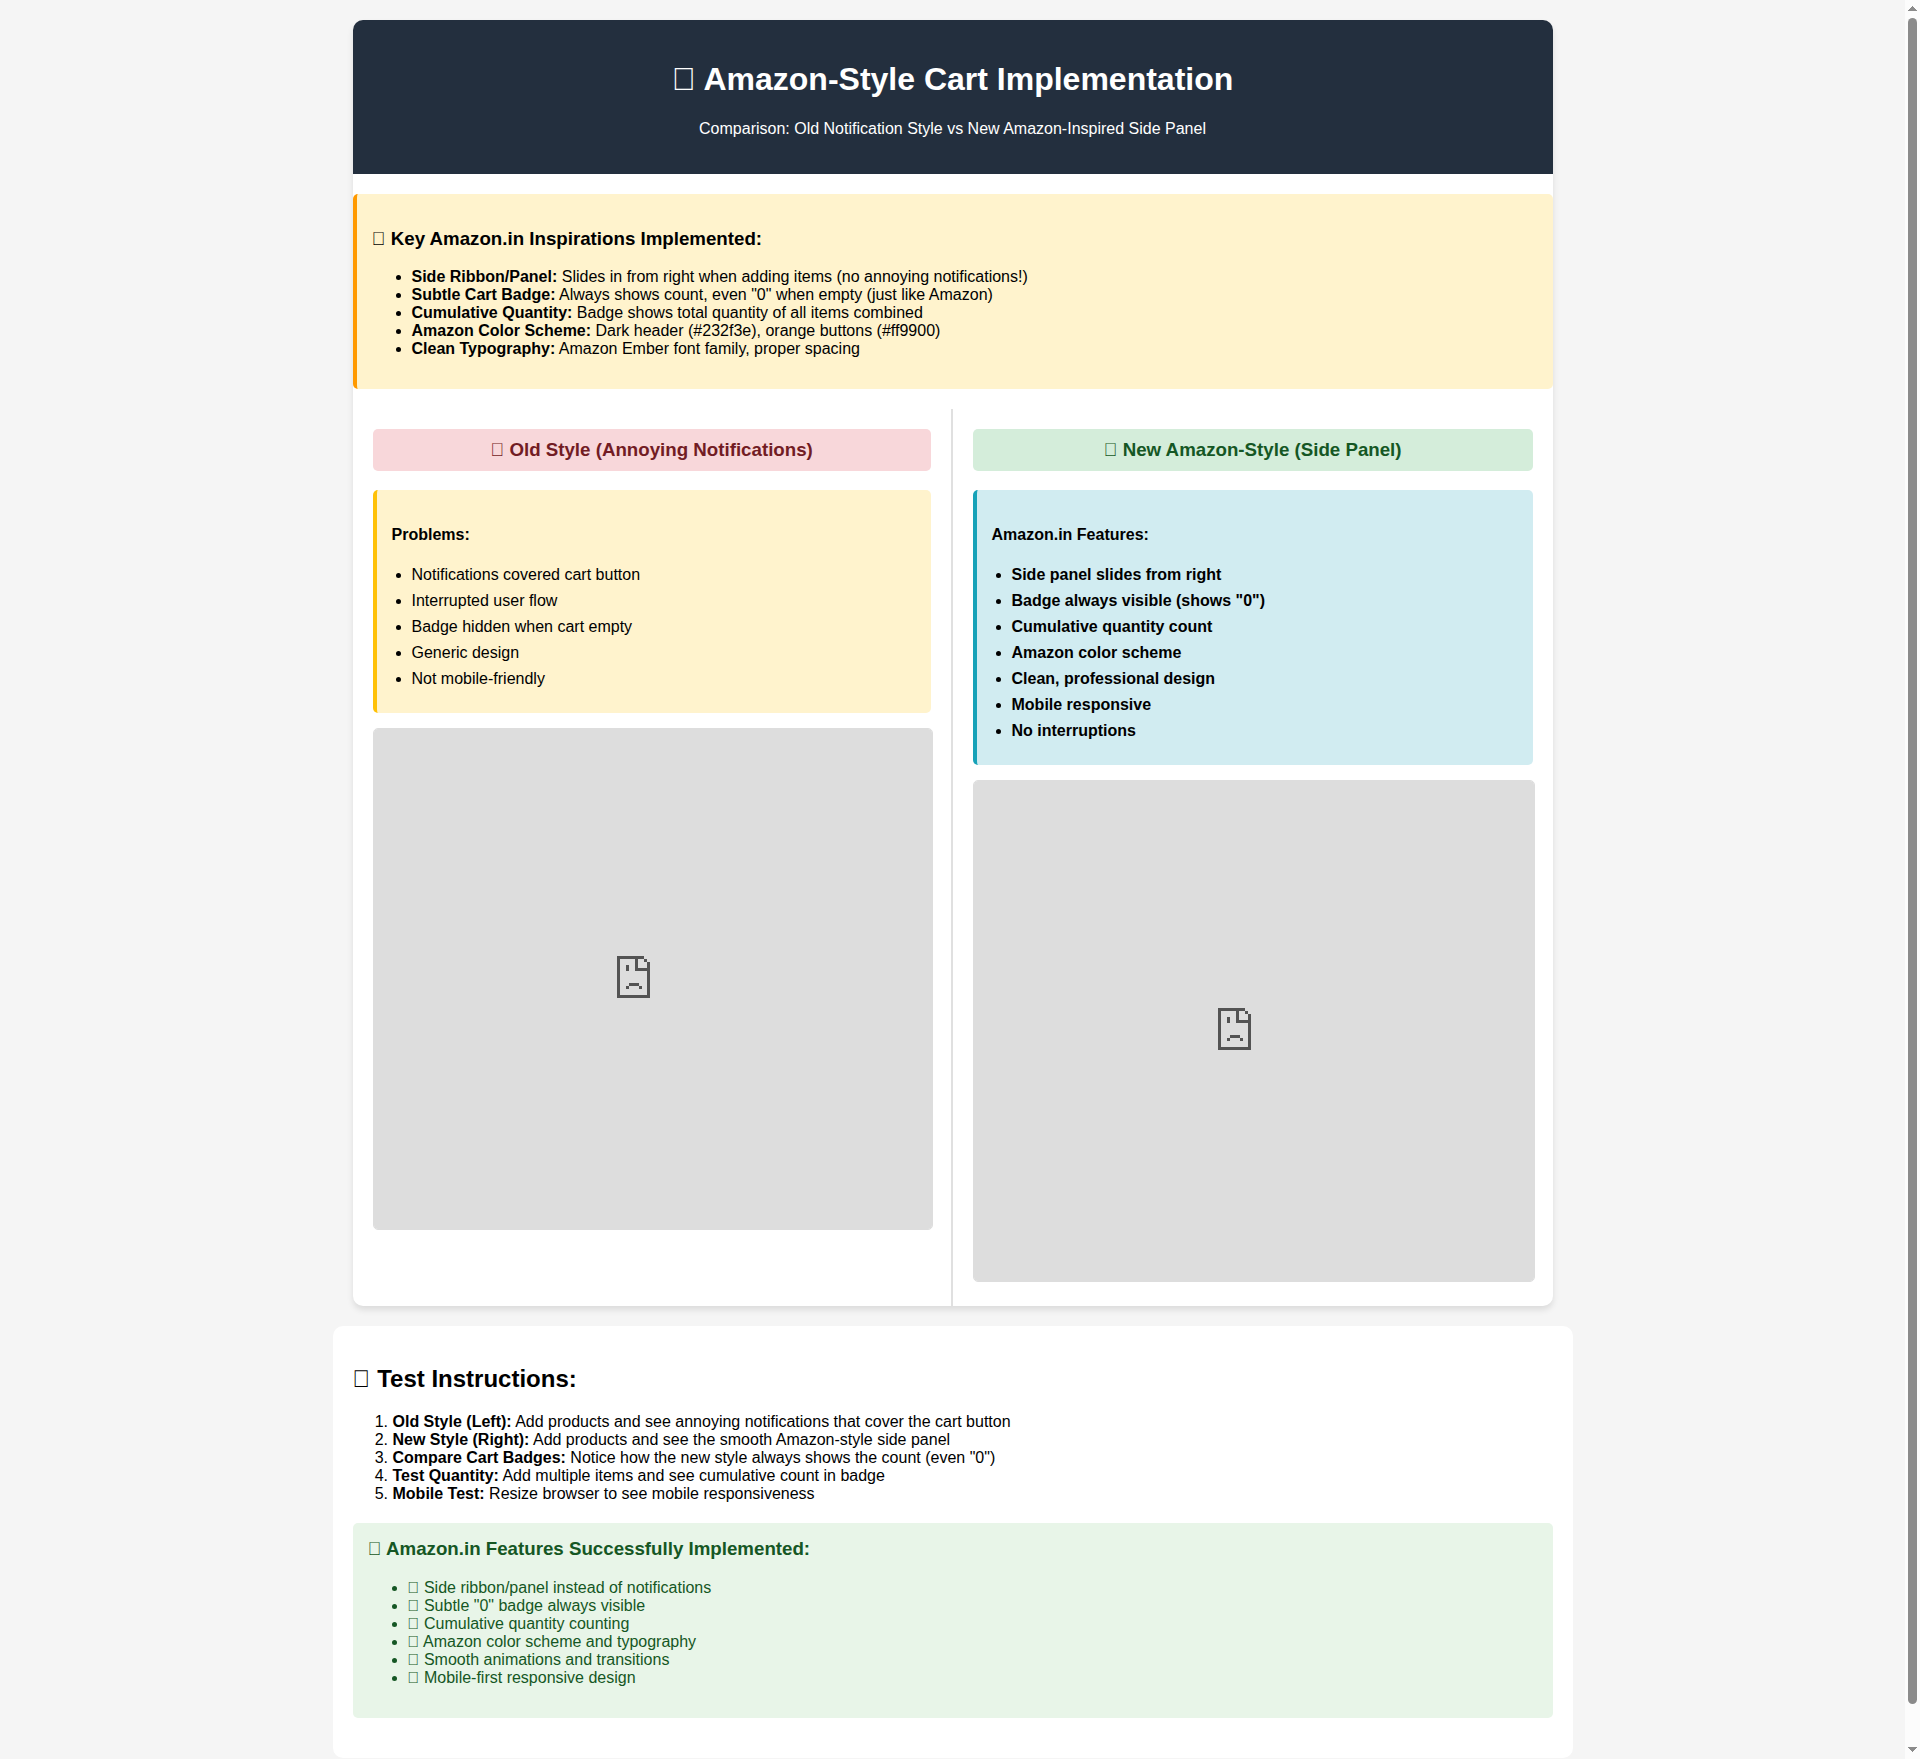 Amazon-Style Cart Implementation
Comparison: Old Notification Style vs New Amazon-Inspired Side Panel
Key Amazon.in Inspirations Implemented:
Side Ribbon/Panel: Slides in from right when adding items (no annoying notifications!)
Subtle Cart Badge: Always shows count, even "0" when empty (just like Amazon)
Cumulative Quantity: Badge shows total quantity of all items combined
Amazon Color Scheme: Dark header (#232f3e), orange buttons (#ff9900)
Clean Typography: Amazon Ember font family, proper spacing
Old Style (Annoying Notifications)
Problems:
Notifications covered cart button
Interrupted user flow
Badge hidden when cart empty
Generic design
Not mobile-friendly
New Amazon-Style (Side Panel)
Amazon.in Features:
Side panel slides from right
Badge always visible (shows "0")
Cumulative quantity count
Amazon color scheme
Clean, professional design
Mobile responsive
No interruptions
Test Instructions:
1. Old Style (Left): Add products and see annoying notifications that cover the cart button
2. New Style (Right): Add products and see the smooth Amazon-style side panel
3. Compare Cart Badges: Notice how the new style always shows the count (even "0")
4. Test Quantity: Add multiple items and see cumulative count in badge
5. Mobile Test: Resize browser to see mobile responsiveness
Amazon.in Features Successfully Implemented:
Side ribbon/panel instead of notifications
Subtle "0" badge always visible
Cumulative quantity counting
Amazon color scheme and typography
Smooth animations and transitions
Mobile-first responsive design